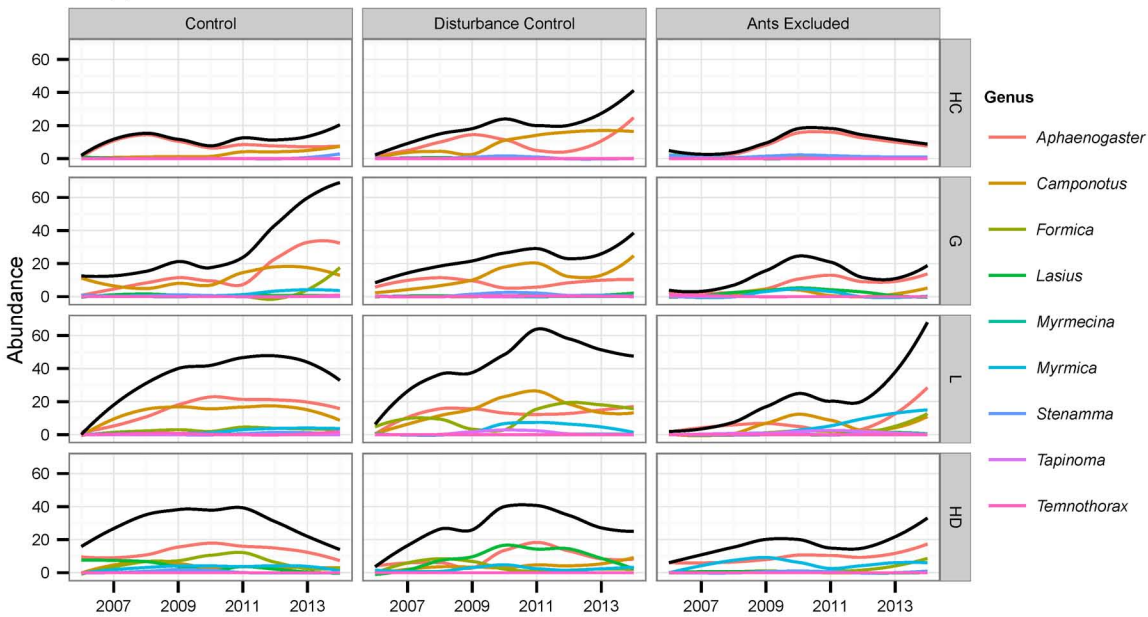 Control Disturbance Control Ants Excluded
60
40
20
0
HC
60
40
20
0
G
60
40
20
0
L
60
40
20
0
HD
Abundance
2007 2009 2011 2013 2007 2009 2011 2013 2007 2009 2011 2013
Genus
Aphaenogaster
Camponotus
Formica
Lasius
Myrmecina
Myrmica
Stenamma
Tapinoma
Temnothorax